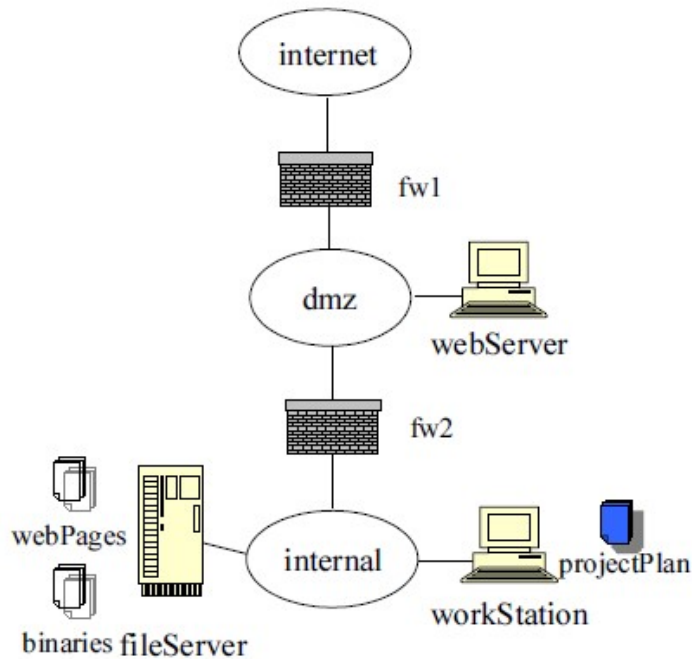 internet
fw1
dmz
webServer
fw2
webPages
internal
projectPlan
binaries fileServer
workStation